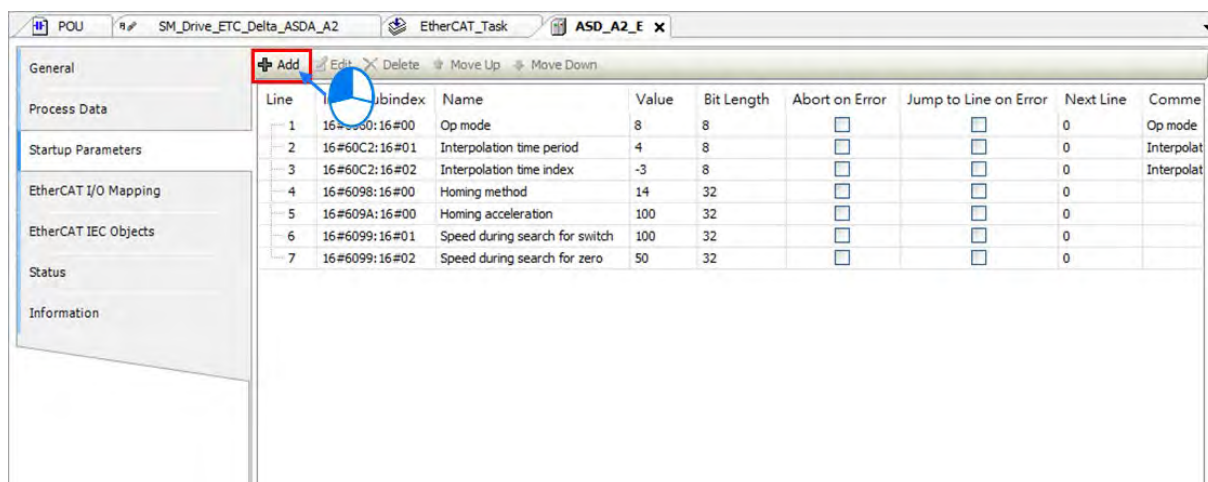 POU SM_Drive_ETC_Delta_ASDA_A2 EtherCAT_Task ASD_A2_E X
General
Process Data
Startup Parameters
EtherCAT I/O Mapping
EtherCAT IEC Objects
Status
Information
Add Edit Delete Move Up Move Down
Line Subindex Name Value Bit Length Abort on Error Jump to Line on Error Next Line Comme
1 :16#00 Op mode 8 8 0 Op mode
2 16#60C2:16#01 Interpolation time period 4 8 0 Interpolat
3 16#60C2:16#02 Interpolation time index -3 8 0 Interpolat
4 16#6098:16#00 Homing method 14 32 0
5 16#609A:16#00 Homing acceleration 100 32 0
6 16#6099:16#01 Speed during search for switch 100 32 0
7 16#6099:16#02 Speed during search for zero 50 32 0